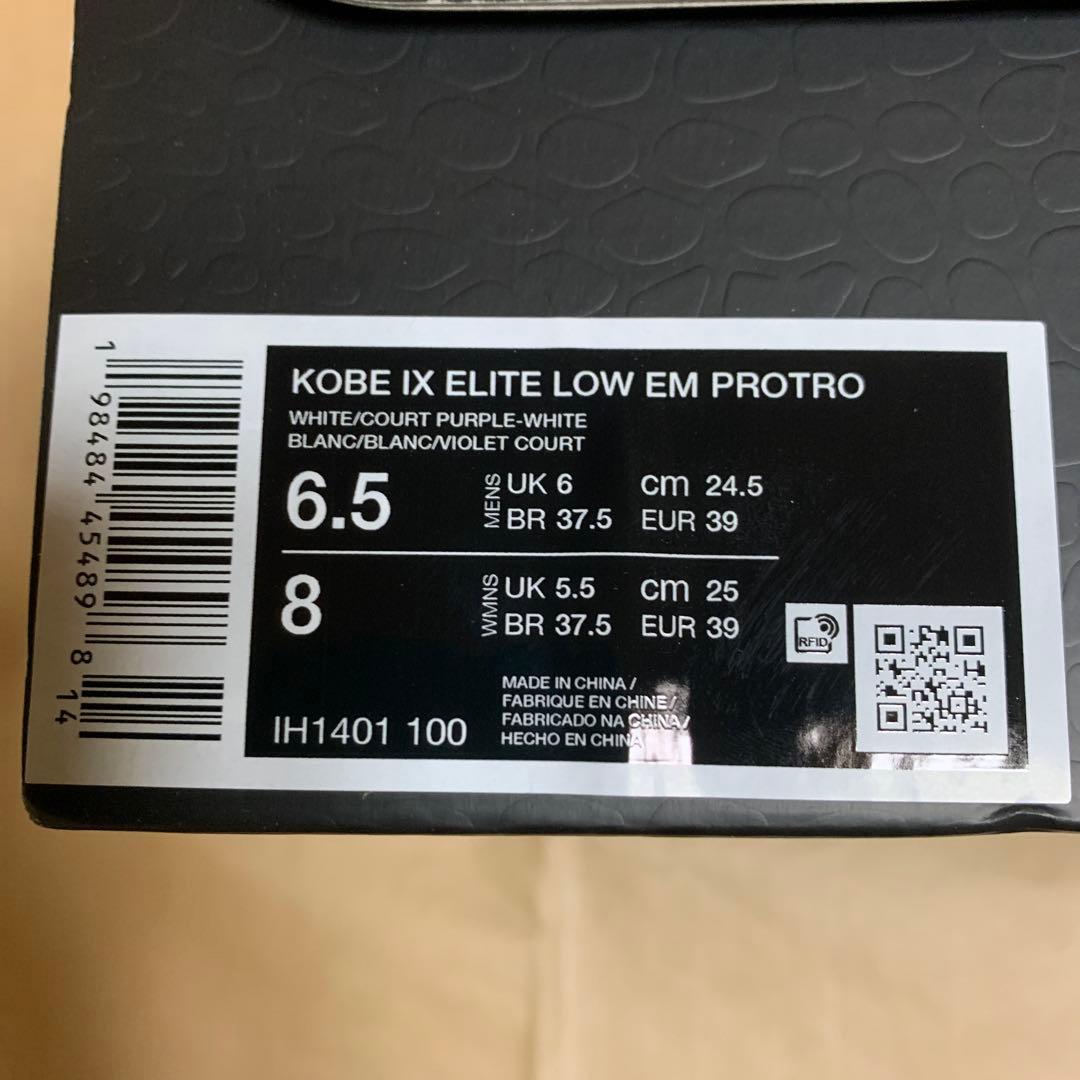 KOBE IX ELITE LOW EM PROTRO
WHITE/COURT PURPLE-WHITE
BLANC/BLANC/VIOLET COURT
6.5 MENS UK 6 cm 24.5
BR 37.5 EUR 39
8 WMNS UK 5.5 cm 25
BR 37.5 EUR 39
RFID
MADE IN CHINA /
FABRIQUE EN CHINE/
FABRICADO NA CHINA/
HECHO EN CHINA
IH1401 100
1 98484 45489 8 14